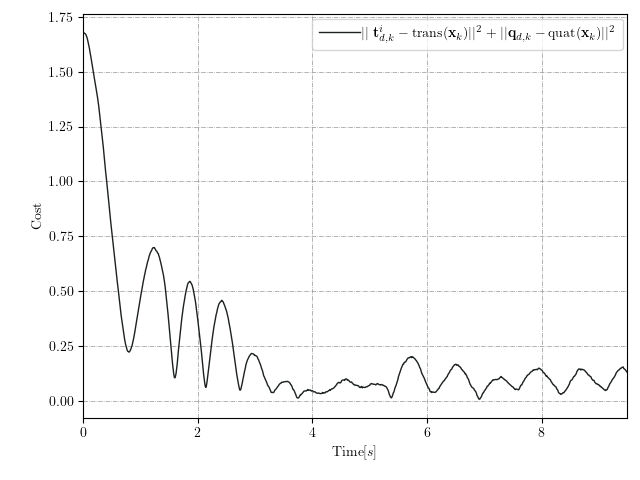 1.75
1.50
1.25
1.00
0.75
0.50
0.25
0.00
Cost
|| t^i_{d,k} − trans(x_k)||^2 + ||q_{d,k} − quat(x_k)||^2
0 2 4 6 8
Time[s]